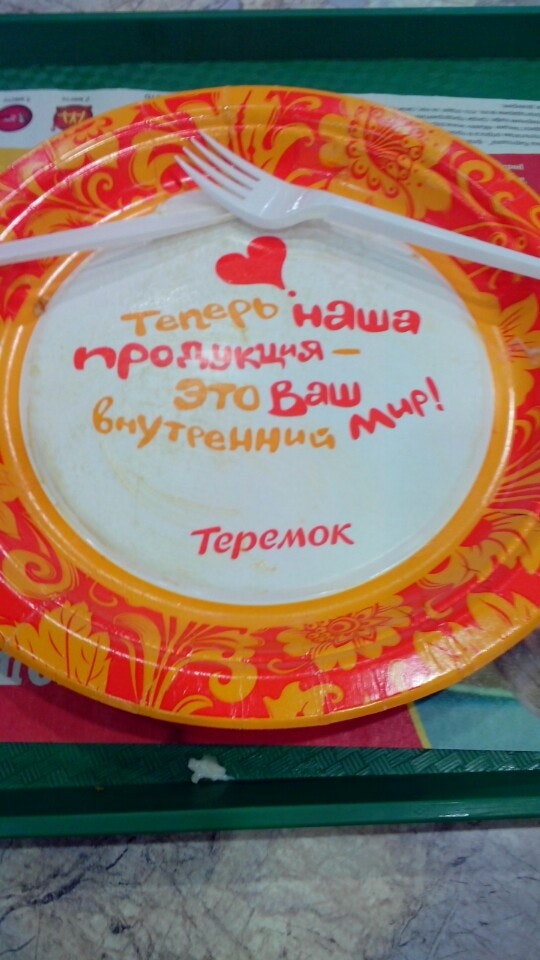 Теперь наша
продукция –
это Ваш
внутренний мир!
Теремок